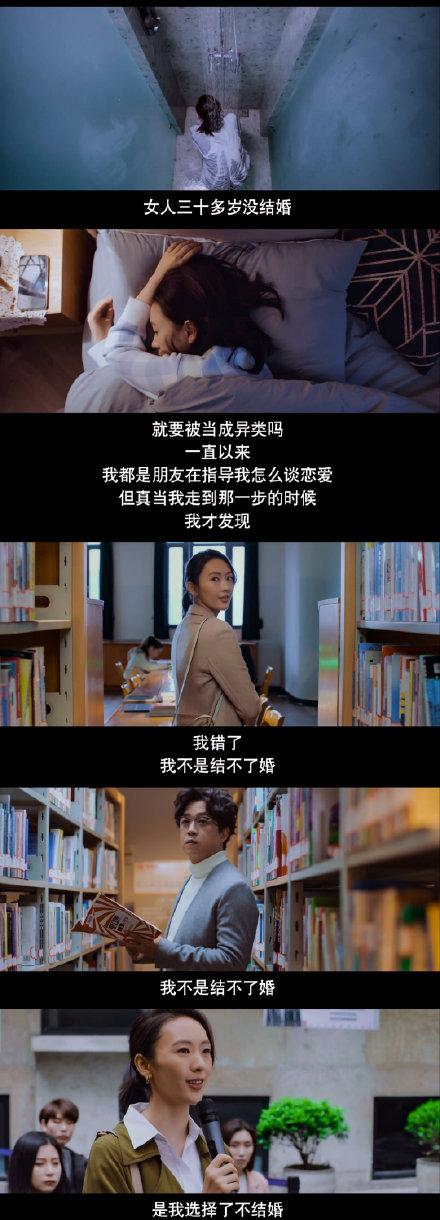 女人三十多岁没结婚
就要被当成异类吗
一直以来
我都是朋友在指导我怎么谈恋爱
但真当我走到那一步的时候
我才发现
我错了
我不是结不了婚
我不是结不了婚
是我选择了不结婚